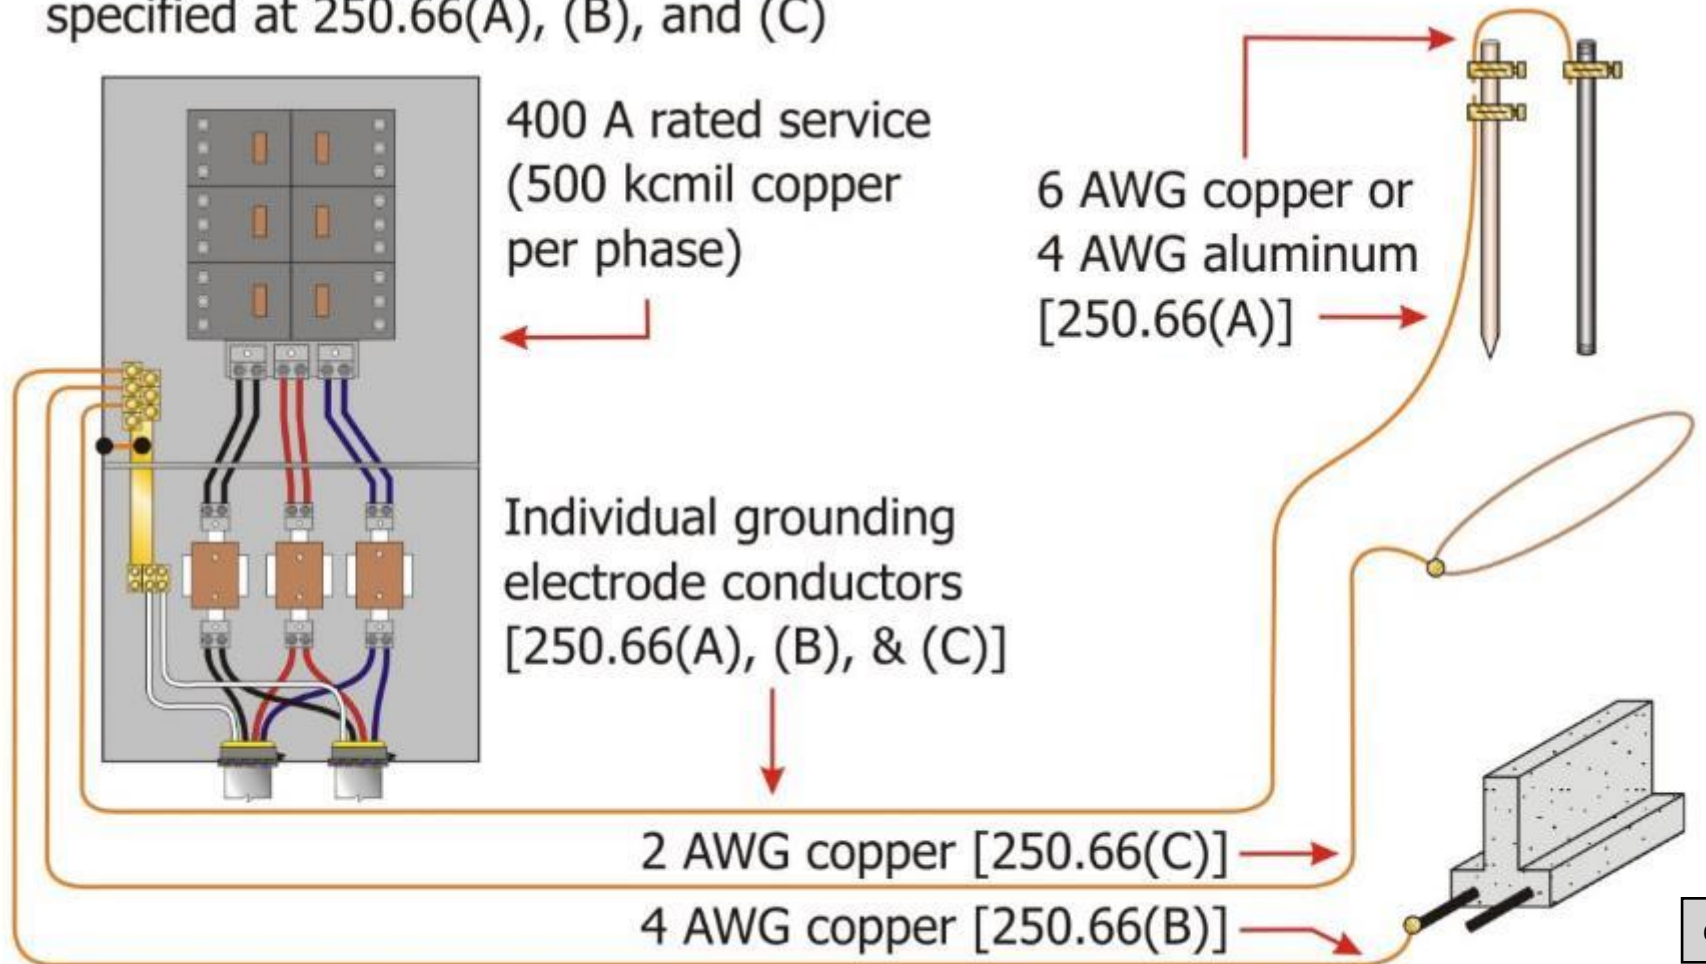 specified at 250.66(A), (B), and (C)
400 A rated service
(500 kcmil copper
per phase)
6 AWG copper or
4 AWG aluminum
[250.66(A)]
Individual grounding
electrode conductors
[250.66(A), (B), & (C)]
2 AWG copper [250.66(C)]
4 AWG copper [250.66(B)]